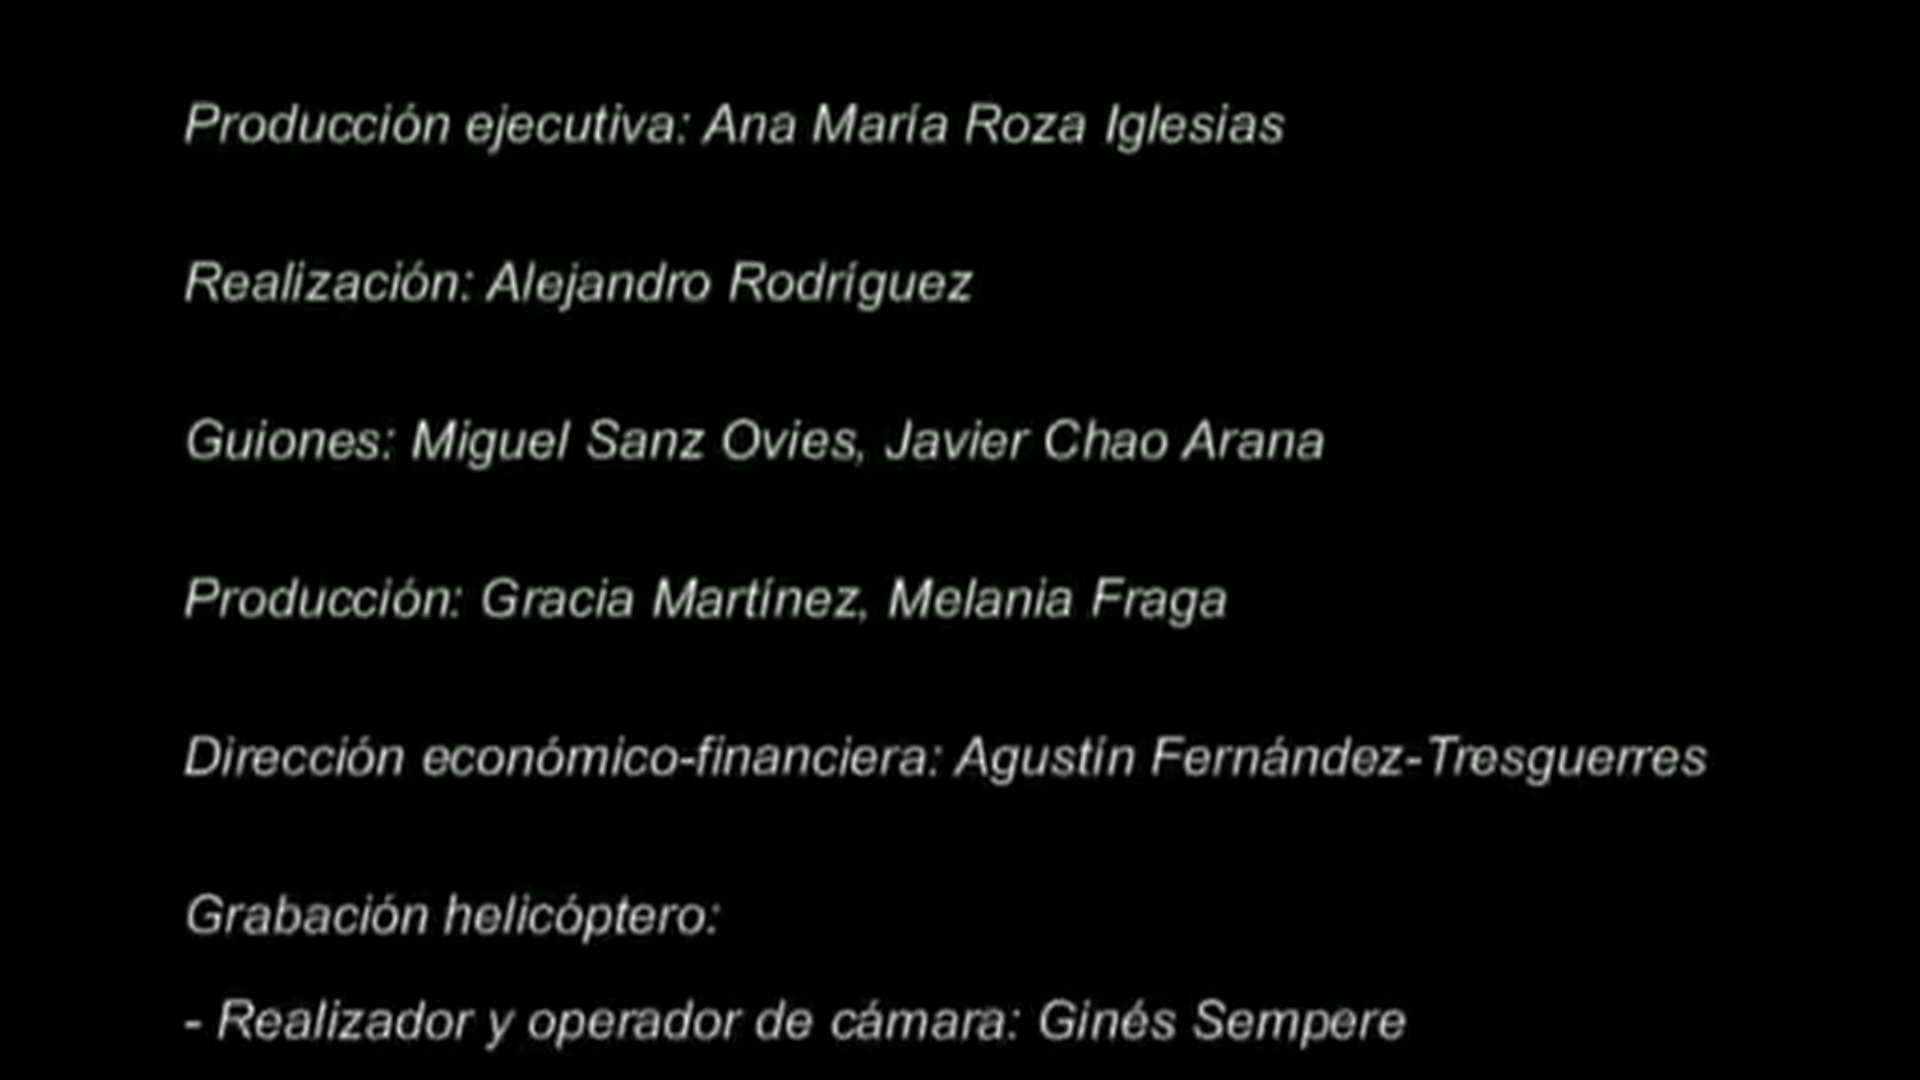 Producción ejecutiva: Ana María Roza Iglesias
Realización: Alejandro Rodríguez
Guiones: Miguel Sanz Ovies, Javier Chao Arana
Producción: Gracia Martínez, Melania Fraga
Dirección económico-financiera: Agustín Fernández-Tresguerres
Grabación helicóptero:
- Realizador y operador de cámara: Ginés Sempere